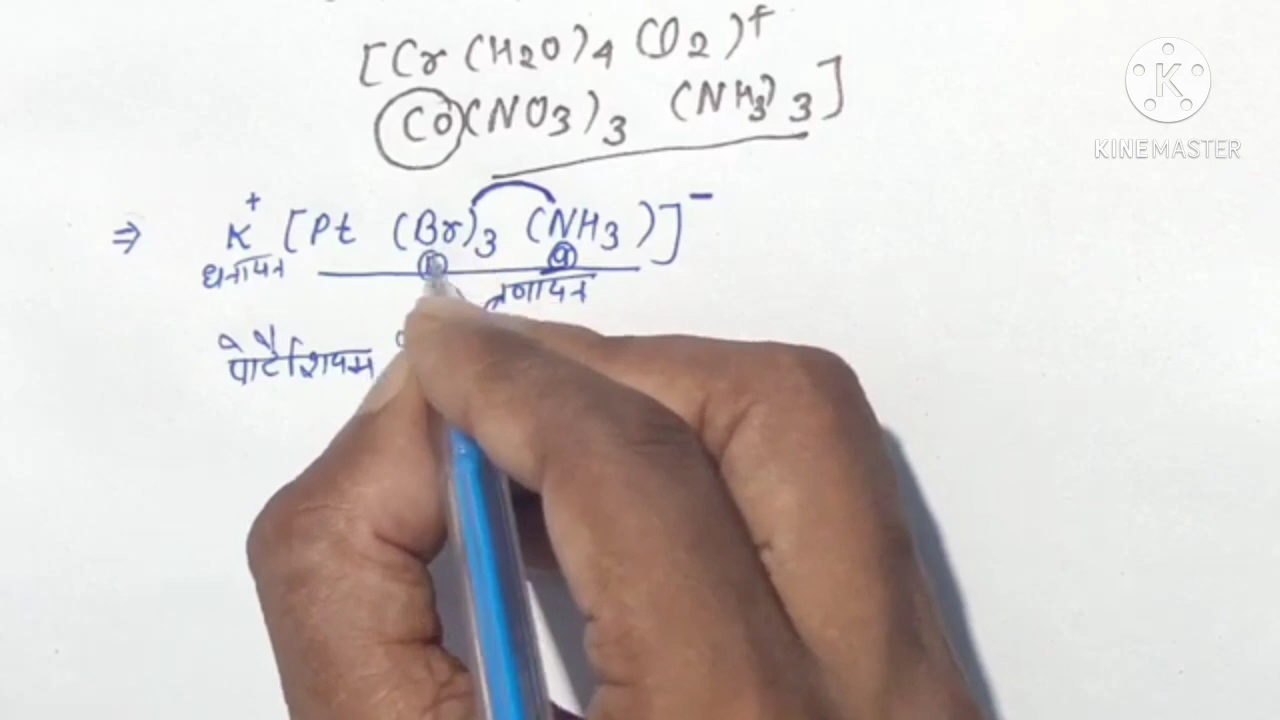 [Cr (H2O)4 Cl2)+
Co(NO3)3 (NH3)3]
K
KINEMASTER
⇒ K+ [Pt (Br)3 (NH3)]-
धनायन ऋणायन
पोटैशियम